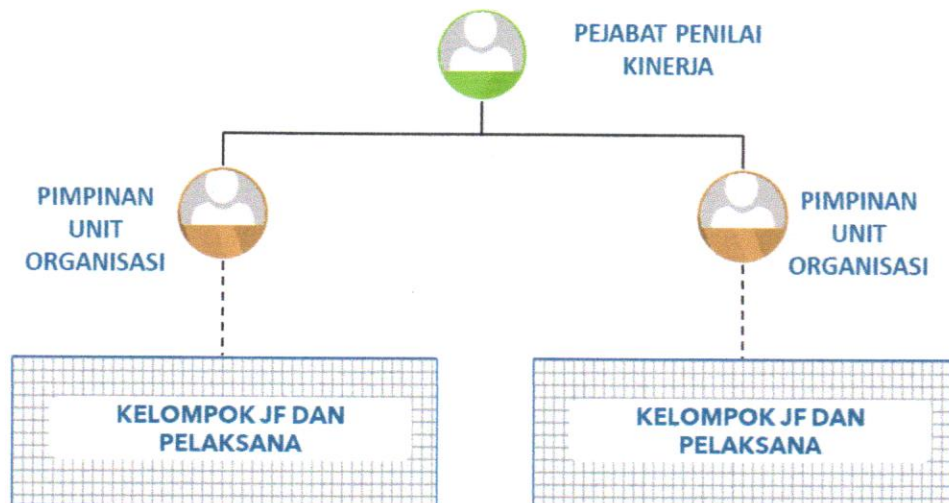 PEJABAT PENILAI
KINERJA
PIMPINAN
UNIT
ORGANISASI
PIMPINAN
UNIT
ORGANISASI
KELOMPOK JF DAN
PELAKSANA
KELOMPOK JF DAN
PELAKSANA